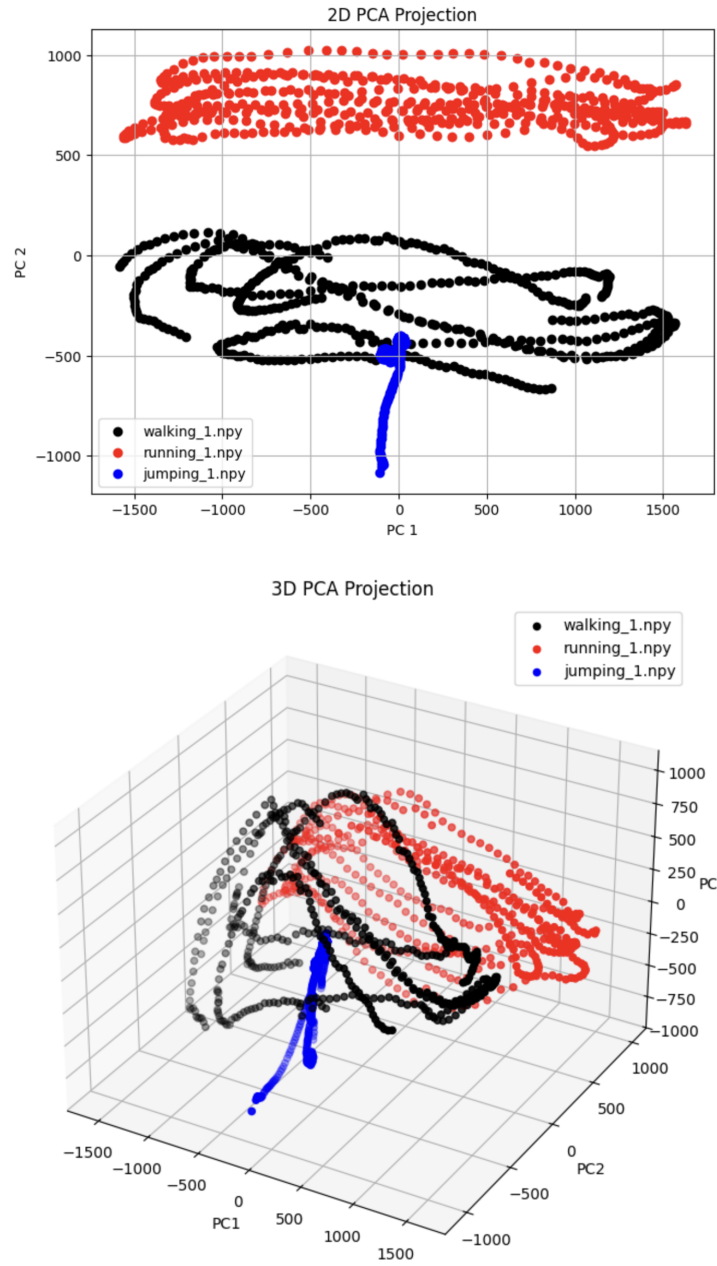 2D PCA Projection
1000
500
0
−500
−1000
PC 2
walking_1.npy
running_1.npy
jumping_1.npy
−1500 −1000 −500 0 500 1000 1500
PC 1
3D PCA Projection
walking_1.npy
running_1.npy
jumping_1.npy
1000
750
500
250
PC
0
−250
−500
−750
−1000
1000
500
0
PC2
−500
−1000
−1500
−1000
−500
0
PC1
500
1000
1500